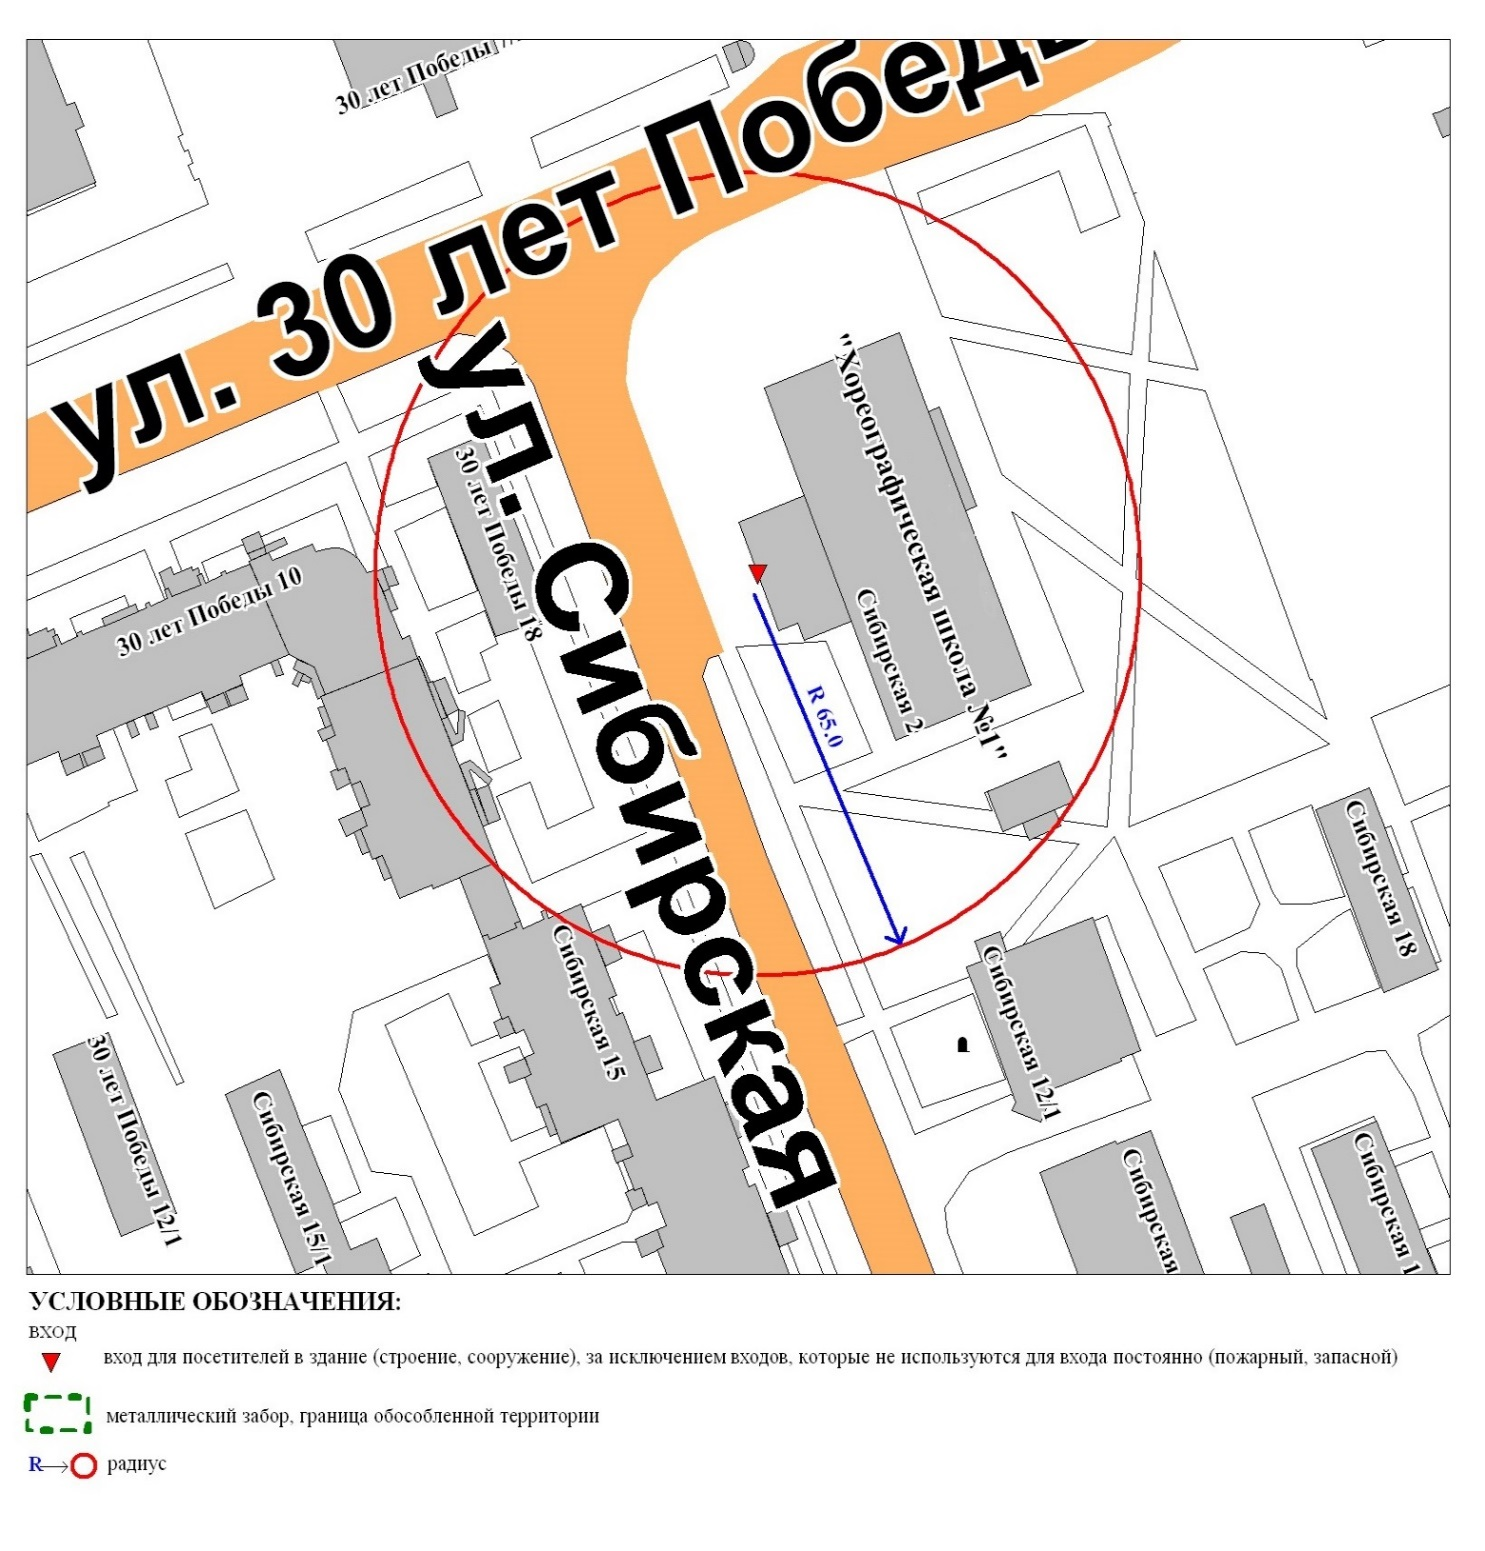 30 лет Победы
ул. 30 лет Победы
ул. Сибирская
"Хореографическая школа №1"
Сибирская 2
30 лет Победы 18
30 лет Победы 10
R 65.0
Сибирская 18
Сибирская 15
Сибирская 12/1
30 лет Победы 12/1
Сибирская 15/1
Сибирская
Сибирская 1
УСЛОВНЫЕ ОБОЗНАЧЕНИЯ:
ВХОД
вход для посетителей в здание (строение, сооружение), за исключением входов, которые не используются для входа постоянно (пожарный, запасной)
металлический забор, граница обособленной территории
R
радиус